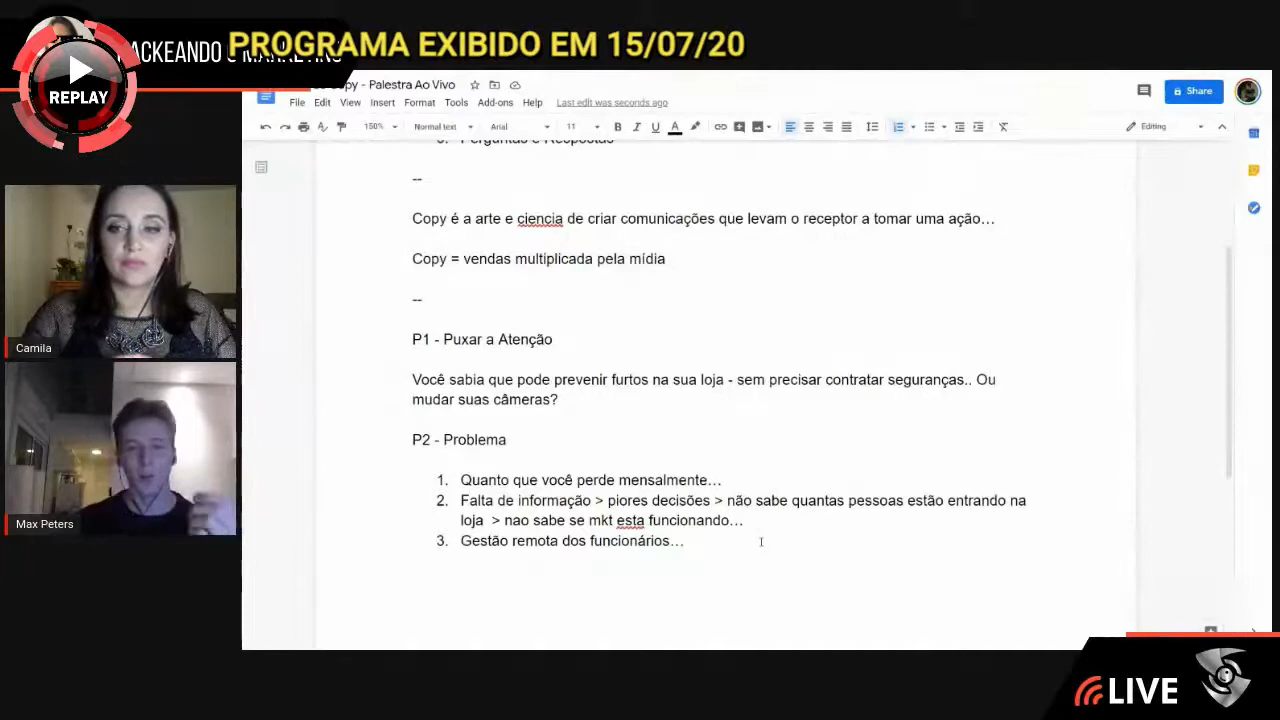 PROGRAMA EXIBIDO EM 15/07/20
REPLAY
Copy - Palestra Ao Vivo
File Edit View Insert Format Tools Add-ons Help Last edit was seconds ago
Share
150% Normal text Arial 11 B I U A Editing
Perguntas e Respostas
--
Copy é a arte e ciencia de criar comunicações que levam o receptor a tomar uma ação…
Copy = vendas multiplicada pela mídia
--
P1 - Puxar a Atenção
Você sabia que pode prevenir furtos na sua loja - sem precisar contratar seguranças.. Ou
mudar suas câmeras?
P2 - Problema
1. Quanto que você perde mensalmente…
2. Falta de informação > piores decisões > não sabe quantas pessoas estão entrando na
loja > nao sabe se mkt esta funcionando…
3. Gestão remota dos funcionários…
Camila
Max Peters
LIVE